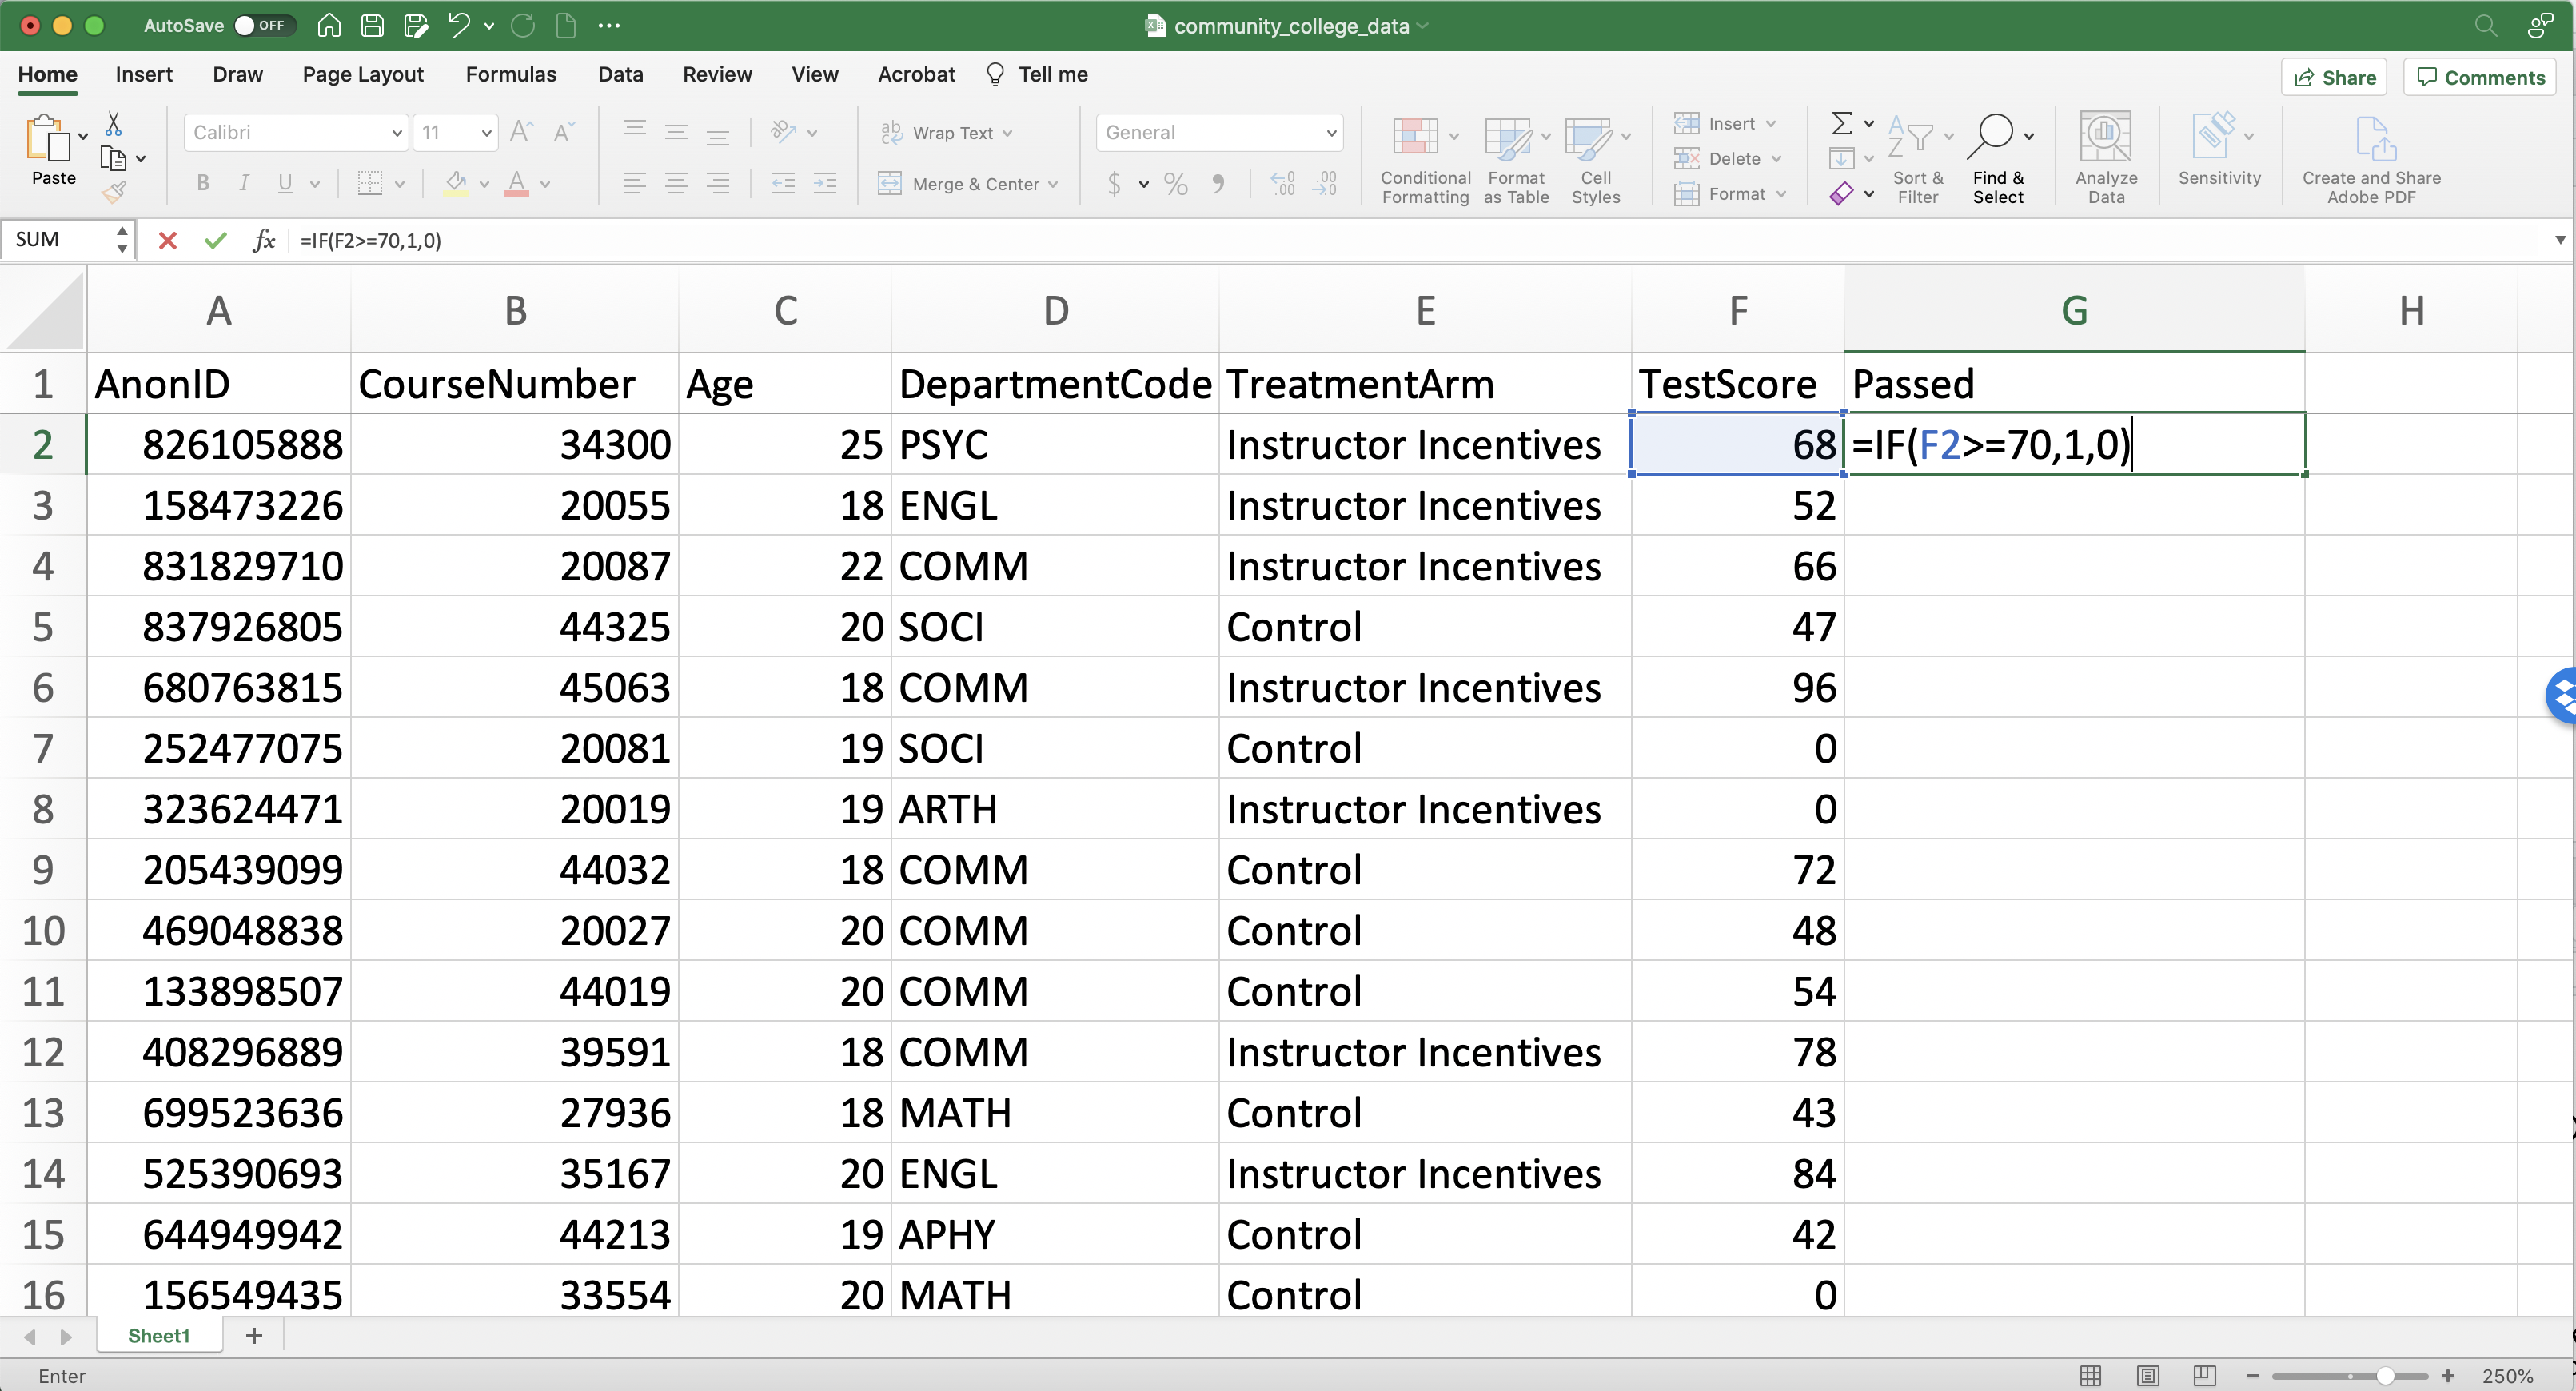 AutoSave OFF community_college_data
Home Insert Draw Page Layout Formulas Data Review View Acrobat Tell me Share Comments
Paste
Calibri 11 A A
B I U A
ab Wrap Text
Merge & Center
General
$ % .00 .00
Conditional Formatting
Format as Table
Cell Styles
Insert
Delete
Format
Sort & Filter
Find & Select
Analyze Data
Sensitivity
Create and Share Adobe PDF
SUM fx =IF(F2>=70,1,0)
A B C D E F G H
1 AnonID CourseNumber Age DepartmentCode TreatmentArm TestScore Passed
2 826105888 34300 25 PSYC Instructor Incentives 68 =IF(F2>=70,1,0)
3 158473226 20055 18 ENGL Instructor Incentives 52
4 831829710 20087 22 COMM Instructor Incentives 66
5 837926805 44325 20 SOCI Control 47
6 680763815 45063 18 COMM Instructor Incentives 96
7 252477075 20081 19 SOCI Control 0
8 323624471 20019 19 ARTH Instructor Incentives 0
9 205439099 44032 18 COMM Control 72
10 469048838 20027 20 COMM Control 48
11 133898507 44019 20 COMM Control 54
12 408296889 39591 18 COMM Instructor Incentives 78
13 699523636 27936 18 MATH Control 43
14 525390693 35167 20 ENGL Instructor Incentives 84
15 644949942 44213 19 APHY Control 42
16 156549435 33554 20 MATH Control 0
Sheet1 +
Enter 250%